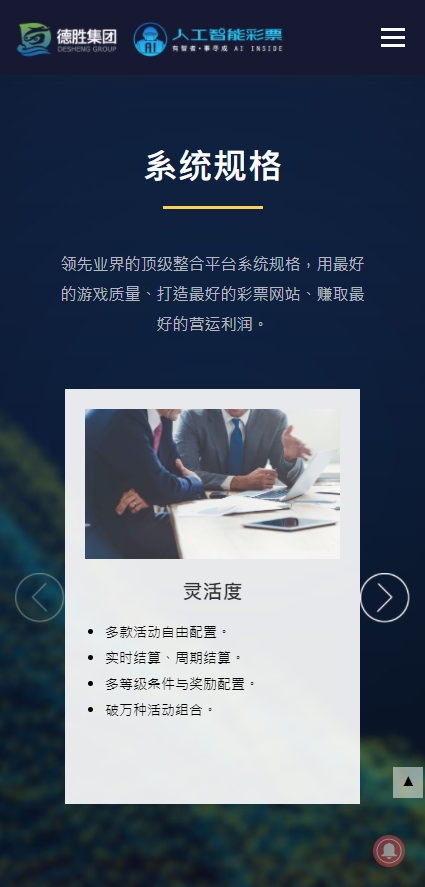 德胜集团
DESHENG GROUP
AI
人工智能彩票
有智者·事尽成 AI INSIDE
系统规格
领先业界的顶级整合平台系统规格，用最好
的游戏质量、打造最好的彩票网站、赚取最
好的营运利润。
灵活度
多款活动自由配置。
实时结算、周期结算。
多等级条件与奖励配置。
破万种活动组合。